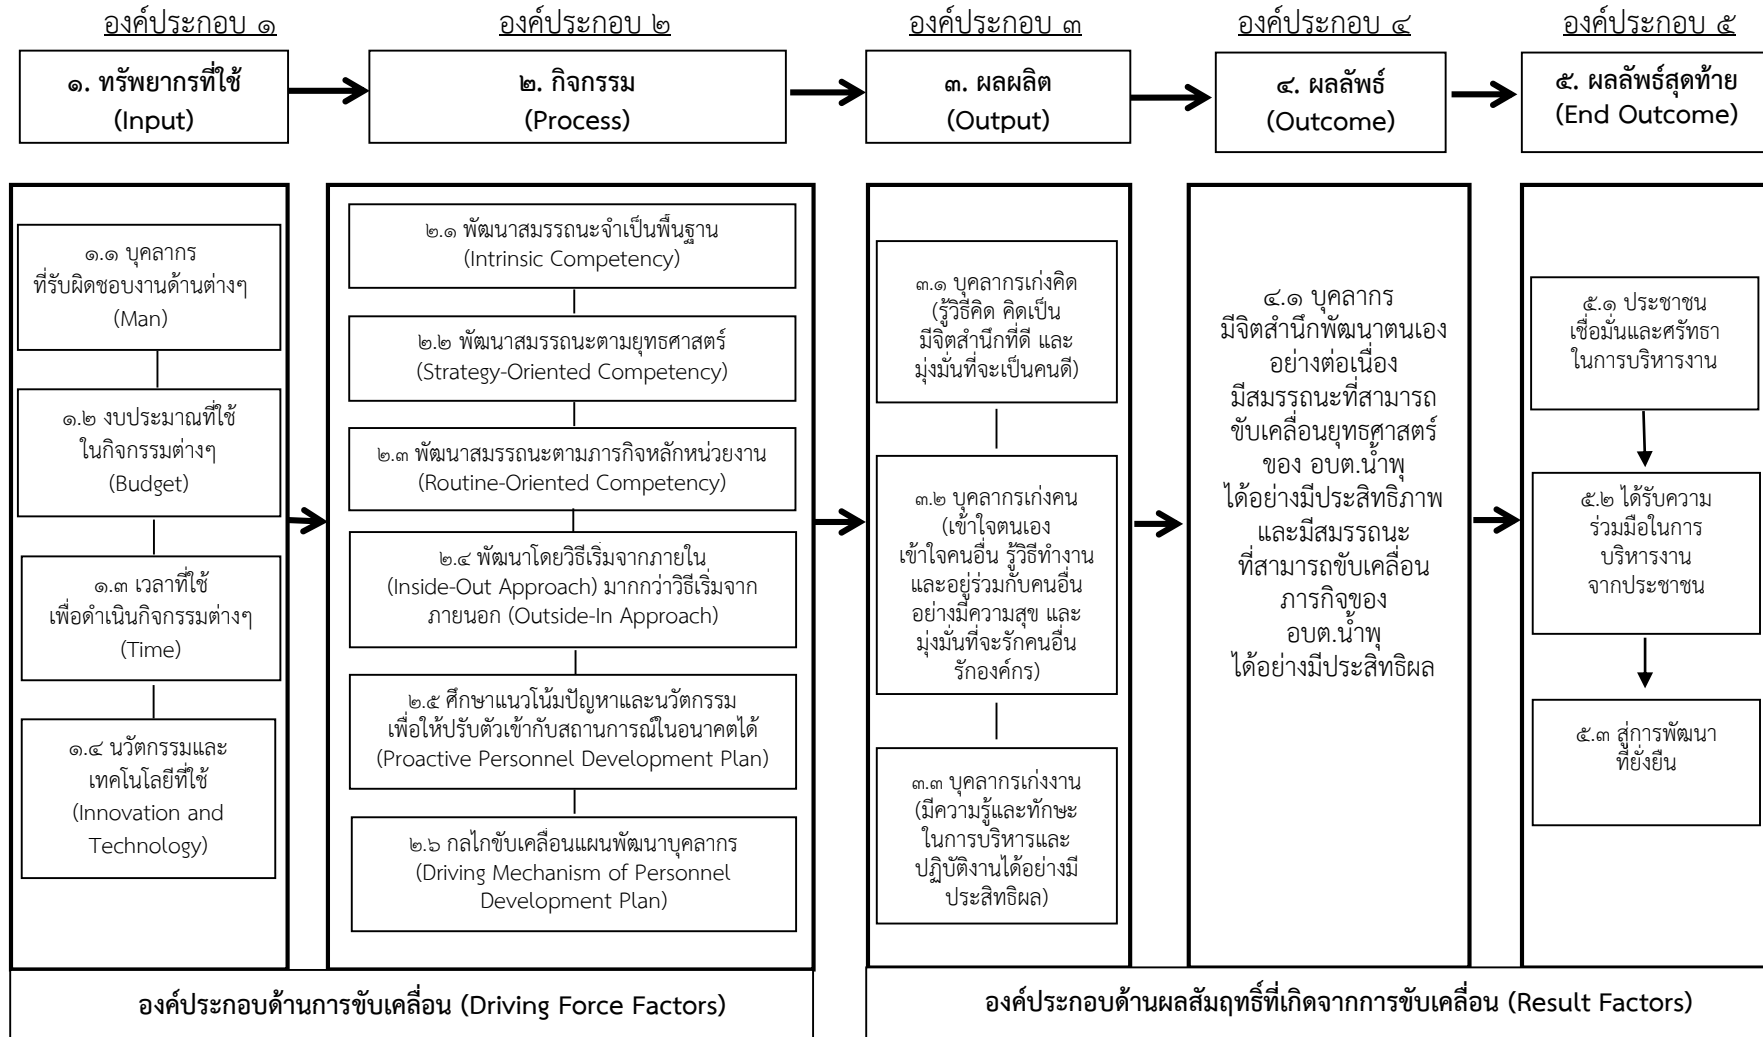 องค์ประกอบ ๑
องค์ประกอบ ๒
องค์ประกอบ ๓
องค์ประกอบ ๔
องค์ประกอบ ๕
๑. ทรัพยากรที่ใช้
(Input)
๒. กิจกรรม
(Process)
๓. ผลผลิต
(Output)
๔. ผลลัพธ์
(Outcome)
๕. ผลลัพธ์สุดท้าย
(End Outcome)
๑.๑ บุคลากร
ที่รับผิดชอบงานด้านต่างๆ
(Man)
๑.๒ งบประมาณที่ใช้
ในกิจกรรมต่างๆ
(Budget)
๑.๓ เวลาที่ใช้
เพื่อดำเนินกิจกรรมต่างๆ
(Time)
๑.๔ นวัตกรรมและ
เทคโนโลยีที่ใช้
(Innovation and
Technology)
๒.๑ พัฒนาสมรรถนะจำเป็นพื้นฐาน
(Intrinsic Competency)
๒.๒ พัฒนาสมรรถนะตามยุทธศาสตร์
(Strategy-Oriented Competency)
๒.๓ พัฒนาสมรรถนะตามภารกิจหลักหน่วยงาน
(Routine-Oriented Competency)
๒.๔ พัฒนาโดยวิธีเริ่มจากภายใน
(Inside-Out Approach) มากกว่าวิธีเริ่มจาก
ภายนอก (Outside-In Approach)
๒.๕ ศึกษาแนวโน้มปัญหาและนวัตกรรม
เพื่อให้ปรับตัวเข้ากับสถานการณ์ในอนาคตได้
(Proactive Personnel Development Plan)
๒.๖ กลไกขับเคลื่อนแผนพัฒนาบุคลากร
(Driving Mechanism of Personnel
Development Plan)
๓.๑ บุคลากรเก่งคิด
(รู้วิธีคิด คิดเป็น
มีจิตสำนึกที่ดี และ
มุ่งมั่นที่จะเป็นคนดี)
๓.๒ บุคลากรเก่งคน
(เข้าใจตนเอง
เข้าใจคนอื่น รู้วิธีทำงาน
และอยู่ร่วมกับคนอื่น
อย่างมีความสุข และ
มุ่งมั่นที่จะรักคนอื่น
รักองค์กร)
๓.๓ บุคลากรเก่งงาน
(มีความรู้และทักษะ
ในการบริหารและ
ปฏิบัติงานได้อย่างมี
ประสิทธิผล)
๔.๑ บุคลากร
มีจิตสำนึกพัฒนาตนเอง
อย่างต่อเนื่อง
มีสมรรถนะที่สามารถ
ขับเคลื่อนยุทธศาสตร์
ของ อบต.น้ำพุ
ได้อย่างมีประสิทธิภาพ
และมีสมรรถนะ
ที่สามารถขับเคลื่อน
ภารกิจของ
อบต.น้ำพุ
ได้อย่างมีประสิทธิผล
๕.๑ ประชาชน
เชื่อมั่นและศรัทธา
ในการบริหารงาน
๕.๒ ได้รับความ
ร่วมมือในการ
บริหารงาน
จากประชาชน
๕.๓ สู่การพัฒนา
ที่ยั่งยืน
องค์ประกอบด้านการขับเคลื่อน (Driving Force Factors)
องค์ประกอบด้านผลสัมฤทธิ์ที่เกิดจากการขับเคลื่อน (Result Factors)